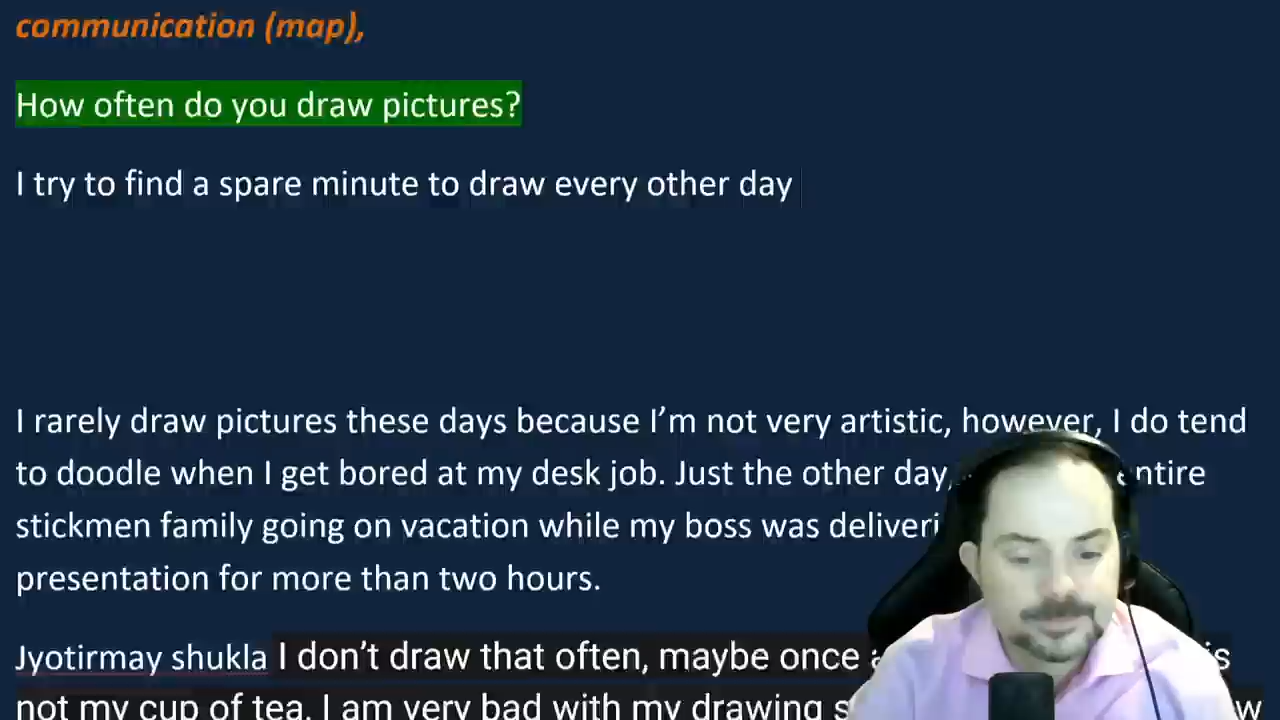 communication (map),
How often do you draw pictures?
I try to find a spare minute to draw every other day
I rarely draw pictures these days because I’m not very artistic, however, I do tend
to doodle when I get bored at my desk job. Just the other day, entire
stickmen family going on vacation while my boss was
presentation for more than two hours.
Jyotirmay shukla I don’t draw that often, maybe once is
not my cup of tea. I am very bad with my drawing